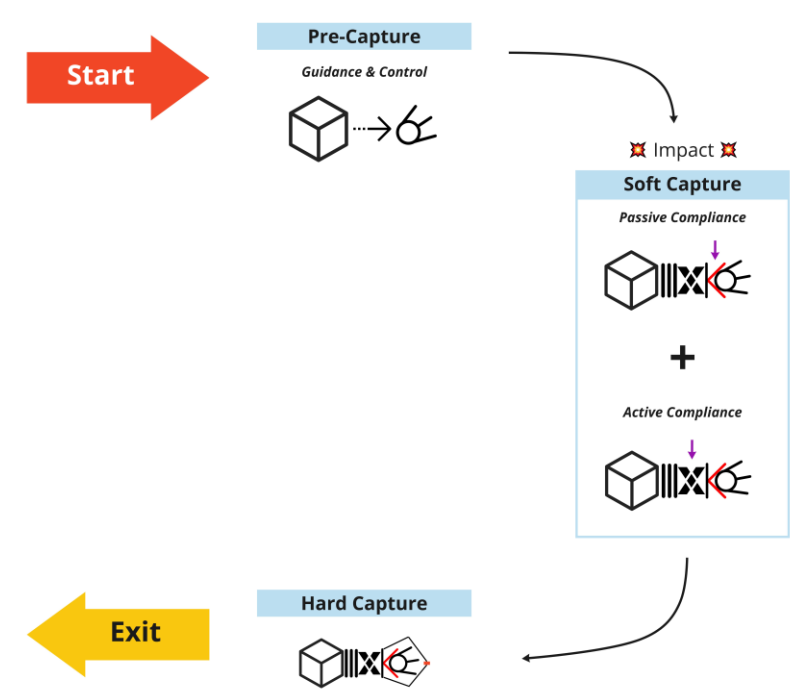 Start
Pre-Capture
Guidance & Control
Impact
Soft Capture
Passive Compliance
+
Active Compliance
Hard Capture
Exit